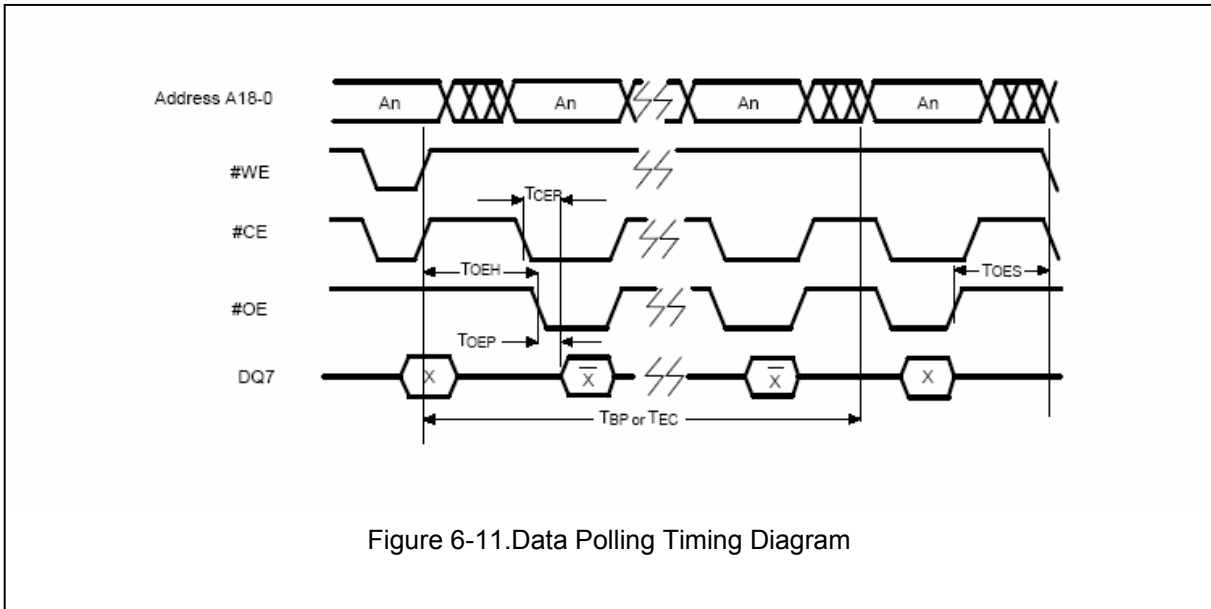 Address A18-0 An An An An
#WE
TCEP
#CE
TOEH TOES
#OE
TOEP
DQ7 X X̅ X̅ X
TBP or TEC
Figure 6-11.Data Polling Timing Diagram